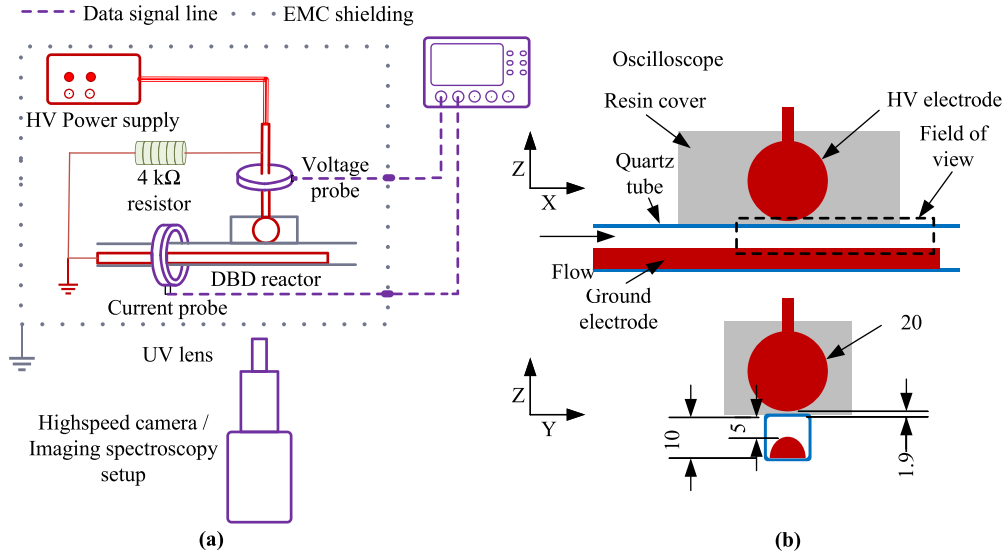 Data signal line
EMC shielding
HV Power supply
4 kΩ
resistor
Voltage
probe
DBD reactor
Current probe
UV lens
Highspeed camera /
Imaging spectroscopy
setup
(a)
Oscilloscope
Resin cover
HV electrode
Field of
view
Quartz
tube
Z
X
Flow
Ground
electrode
20
Z
Y
10
5
1.9
(b)